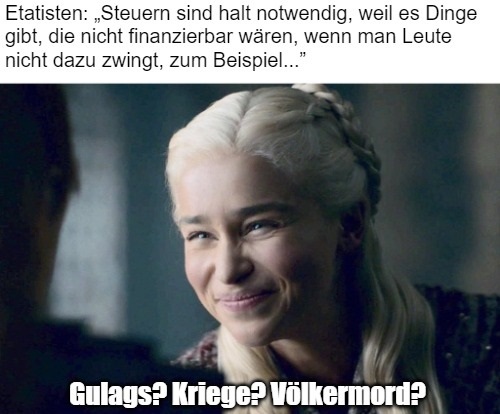 Etatisten: „Steuern sind halt notwendig, weil es Dinge
gibt, die nicht finanzierbar wären, wenn man Leute
nicht dazu zwingt, zum Beispiel...”
Gulags? Kriege? Völkermord?